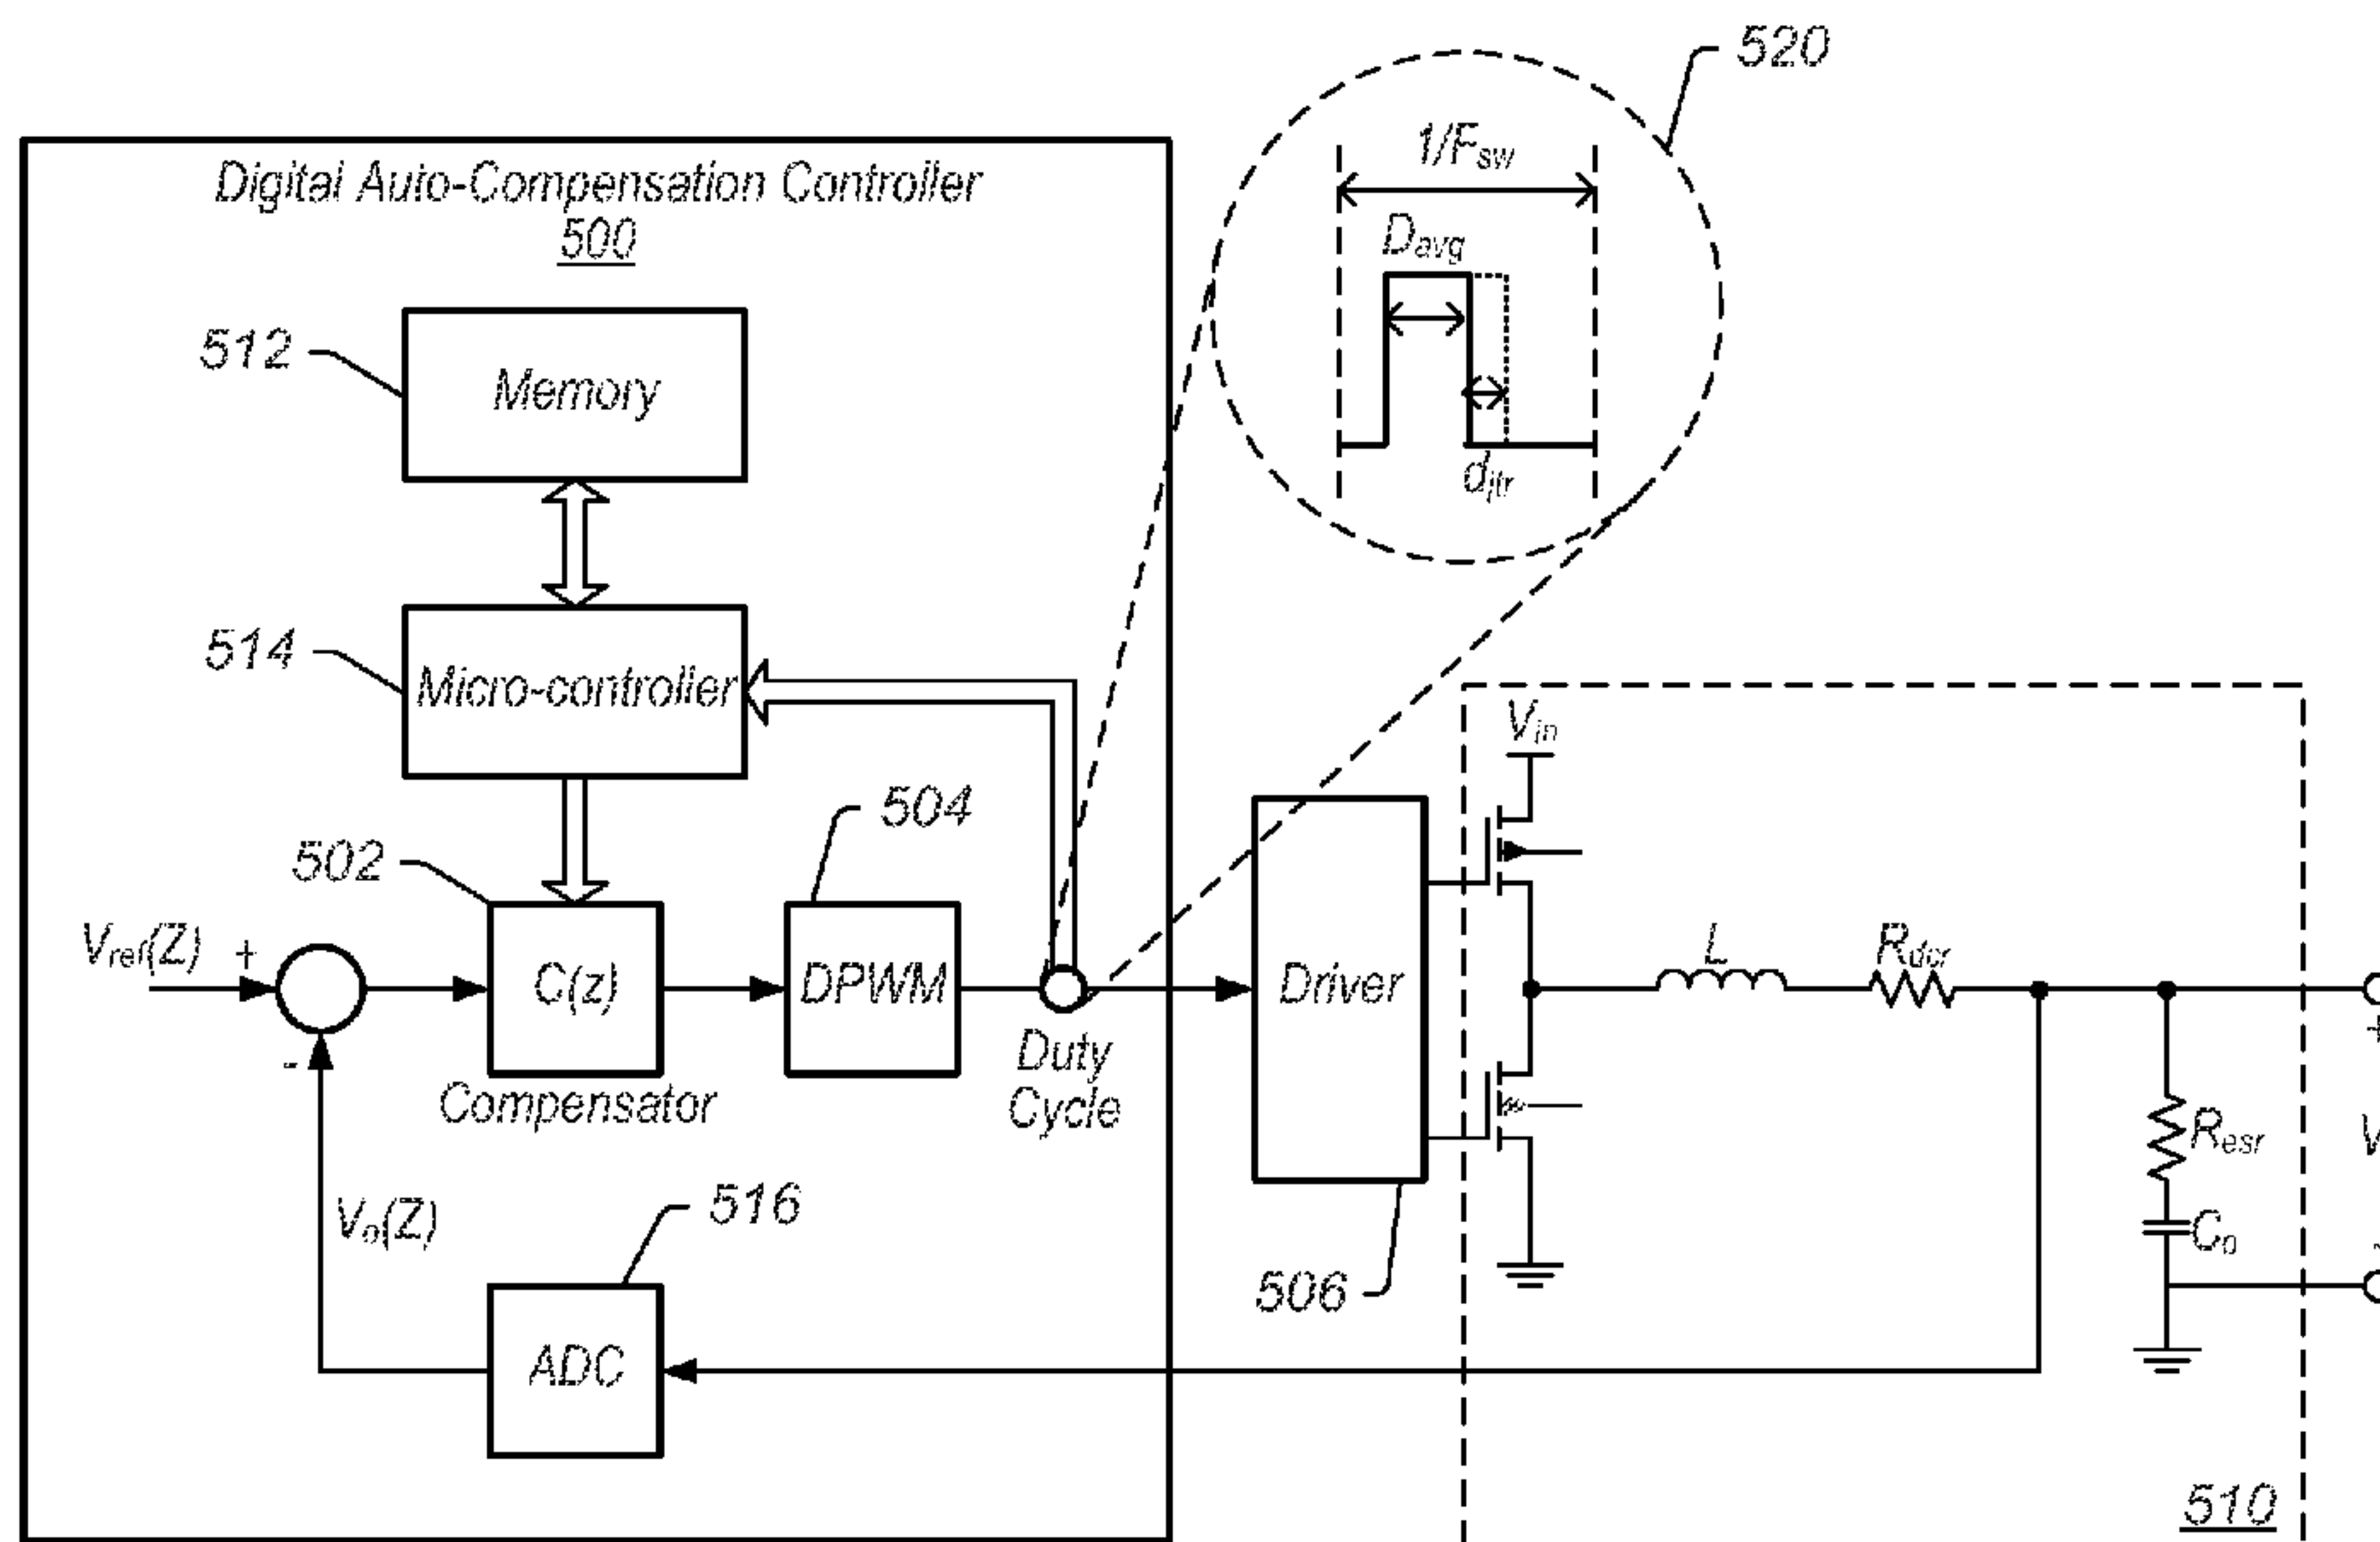 520
1/Fsw
Davg
djtr
Digital Auto-Compensation Controller
500
512
Memory
514
Micro-controller
Vin
504
502
Vref(Z)
+
C(z)
DPWM
Driver
L
Rdcr
-
Compensator
Duty
Cycle
+
Resr
V
516
Vo(Z)
Co
-
506
ADC
510